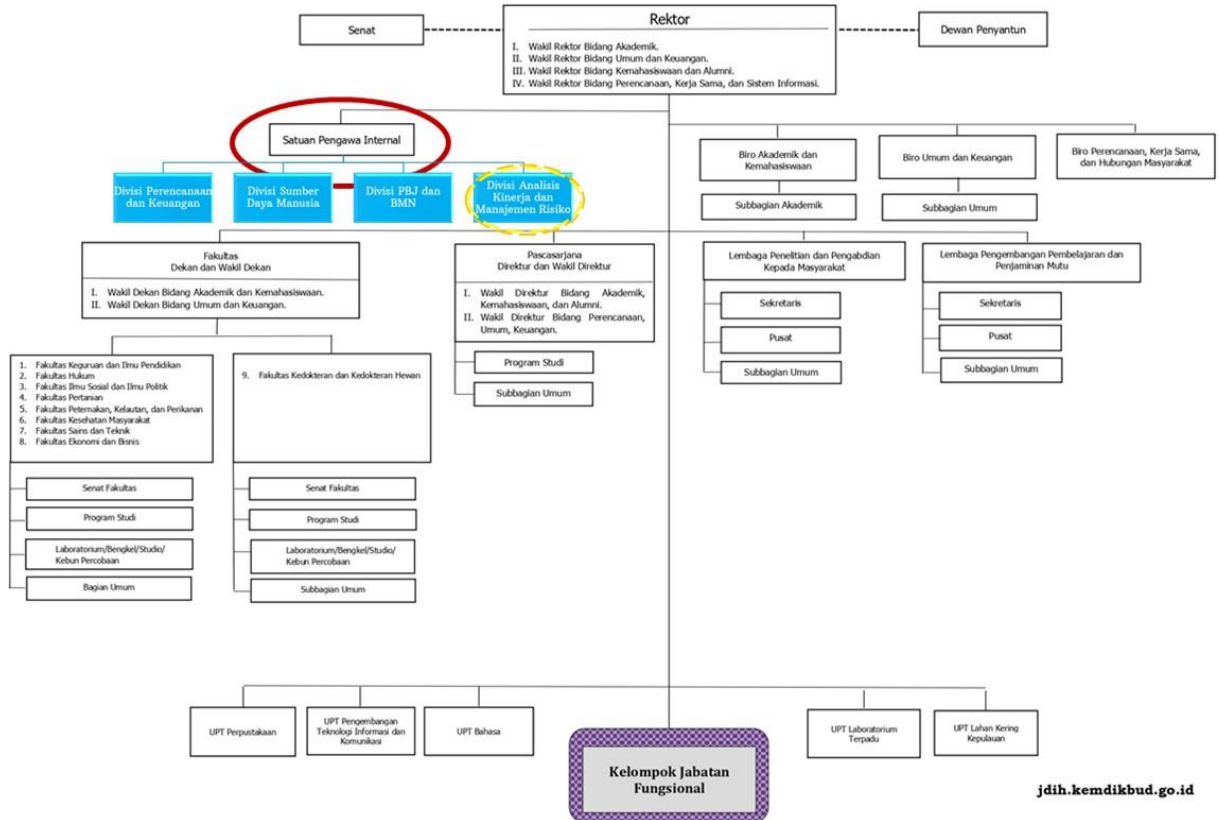 Rektor
Senat
Dewan Penyantun
I. Wakil Rektor Bidang Akademik.
II. Wakil Rektor Bidang Umum dan Keuangan.
III. Wakil Rektor Bidang Kemahasiswaan dan Alumni.
IV. Wakil Rektor Bidang Perencanaan, Kerja Sama, dan Sistem Informasi.
Satuan Pengawa Internal
Biro Akademik dan
Kemahasiswaan
Biro Umum dan Keuangan
Biro Perencanaan, Kerja Sama,
dan Hubungan Masyarakat
Divisi Perencanaan
dan Keuangan
Divisi Sumber
Daya Manusia
Divisi PBJ dan
BMN
Divisi Analisis
Kinerja dan
Manajemen Risiko
Subbagian Akademik
Subbagian Umum
Fakultas
Dekan dan Wakil Dekan
I. Wakil Dekan Bidang Akademik dan Kemahasiswaan.
II. Wakil Dekan Bidang Umum dan Keuangan.
Pascasarjana
Direktur dan Wakil Direktur
I. Wakil Direktur Bidang Akademik,
Kemahasiswaan, dan Alumni.
II. Wakil Direktur Bidang Perencanaan,
Umum, Keuangan.
Lembaga Penelitian dan Pengabdian
Kepada Masyarakat
Lembaga Pengembangan Pembelajaran dan
Penjaminan Mutu
Sekretaris
Pusat
Subbagian Umum
Sekretaris
Pusat
Subbagian Umum
Program Studi
Subbagian Umum
1. Fakultas Keguruan dan Ilmu Pendidikan
2. Fakultas Hukum
3. Fakultas Ilmu Sosial dan Ilmu Politik
4. Fakultas Pertanian
5. Fakultas Peternakan, Kelautan, dan Perikanan
6. Fakultas Kesehatan Masyarakat
7. Fakultas Sains dan Teknik
8. Fakultas Ekonomi dan Bisnis
9. Fakultas Kedokteran dan Kedokteran Hewan
Senat Fakultas
Program Studi
Laboratorium/Bengkel/Studio/
Kebun Percobaan
Bagian Umum
Senat Fakultas
Program Studi
Laboratorium/Bengkel/Studio/
Kebun Percobaan
Subbagian Umum
UPT Perpustakaan
UPT Pengembangan
Teknologi Informasi dan
Komunikasi
UPT Bahasa
UPT Laboratorium
Terpadu
UPT Lahan Kering
Kepulauan
Kelompok Jabatan
Fungsional
jdih.kemdikbud.go.id